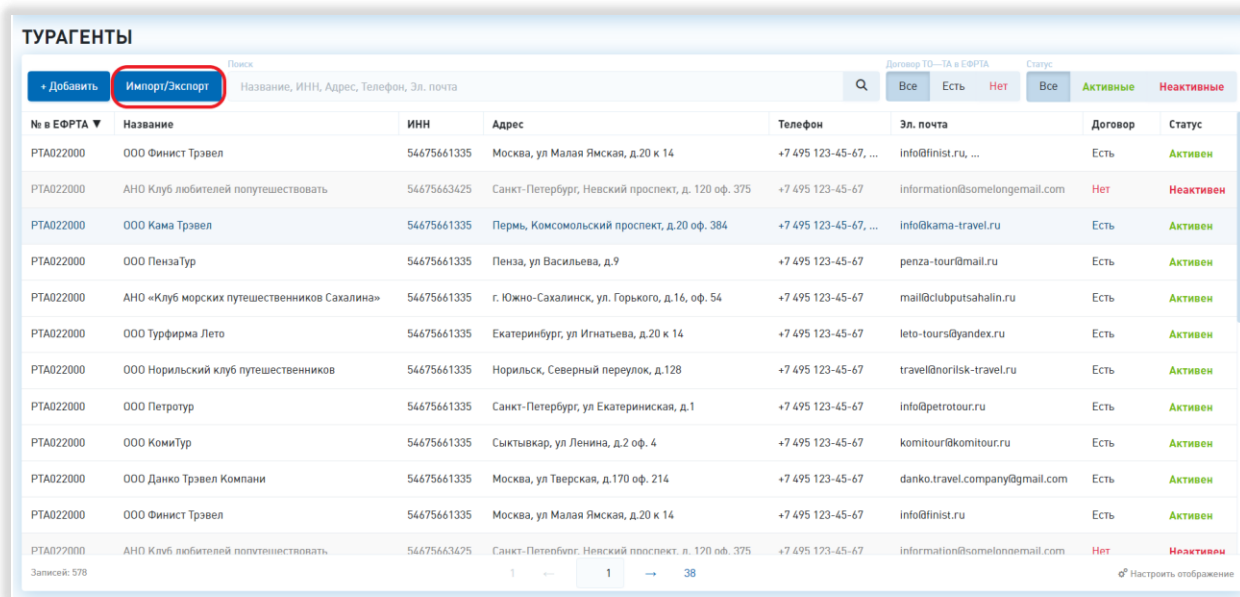 ТУРАГЕНТЫ
Поиск Договор ТО—ТА в ЕФРТА Статус
+ Добавить Импорт/Экспорт Название, ИНН, Адрес, Телефон, Эл. почта Все Есть Нет Все Активные Неактивные
№ в ЕФРТА ▼ Название ИНН Адрес Телефон Эл. почта Договор Статус
РТА022000 ООО Финист Трэвел 54675661335 Москва, ул Малая Ямская, д.20 к 14 +7 495 123-45-67, ... info@finist.ru, ... Есть Активен
РТА022000 АНО Клуб любителей попутешествовать 54675663425 Санкт-Петербург, Невский проспект, д. 120 оф. 375 +7 495 123-45-67 information@somelongemail.com Нет Неактивен
РТА022000 ООО Кама Трэвел 54675661335 Пермь, Комсомольский проспект, д.20 оф. 384 +7 495 123-45-67, ... info@kama-travel.ru Есть Активен
РТА022000 ООО ПензаТур 54675661335 Пенза, ул Васильева, д.9 +7 495 123-45-67 penza-tour@mail.ru Есть Активен
РТА022000 АНО «Клуб морских путешественников Сахалина» 54675661335 г. Южно-Сахалинск, ул. Горького, д.16, оф. 54 +7 495 123-45-67 mail@clubputsahalin.ru Есть Активен
РТА022000 ООО Турфирма Лето 54675661335 Екатеринбург, ул Игнатьева, д.20 к 14 +7 495 123-45-67 leto-tours@yandex.ru Есть Активен
РТА022000 ООО Норильский клуб путешественников 54675661335 Норильск, Северный переулок, д.128 +7 495 123-45-67 travel@norilsk-travel.ru Есть Активен
РТА022000 ООО Петротур 54675661335 Санкт-Петербург, ул Екатериниская, д.1 +7 495 123-45-67 info@petrotour.ru Есть Активен
РТА022000 ООО КомиТур 54675661335 Сыктывкар, ул Ленина, д.2 оф. 4 +7 495 123-45-67 komitour@komitour.ru Есть Активен
РТА022000 ООО Данко Трэвел Компани 54675661335 Москва, ул Тверская, д.170 оф. 214 +7 495 123-45-67 danko.travel.company@gmail.com Есть Активен
РТА022000 ООО Финист Трэвел 54675661335 Москва, ул Малая Ямская, д.20 к 14 +7 495 123-45-67 info@finist.ru Есть Активен
РТА022000 АНО Клуб любителей попутешествовать 54675663425 Санкт-Петербург, Невский проспект, д. 120 оф. 375 +7 495 123-45-67 information@somelongemail.com Нет Неактивен
Записей: 578 1 ← 1 → 38 Настроить отображение